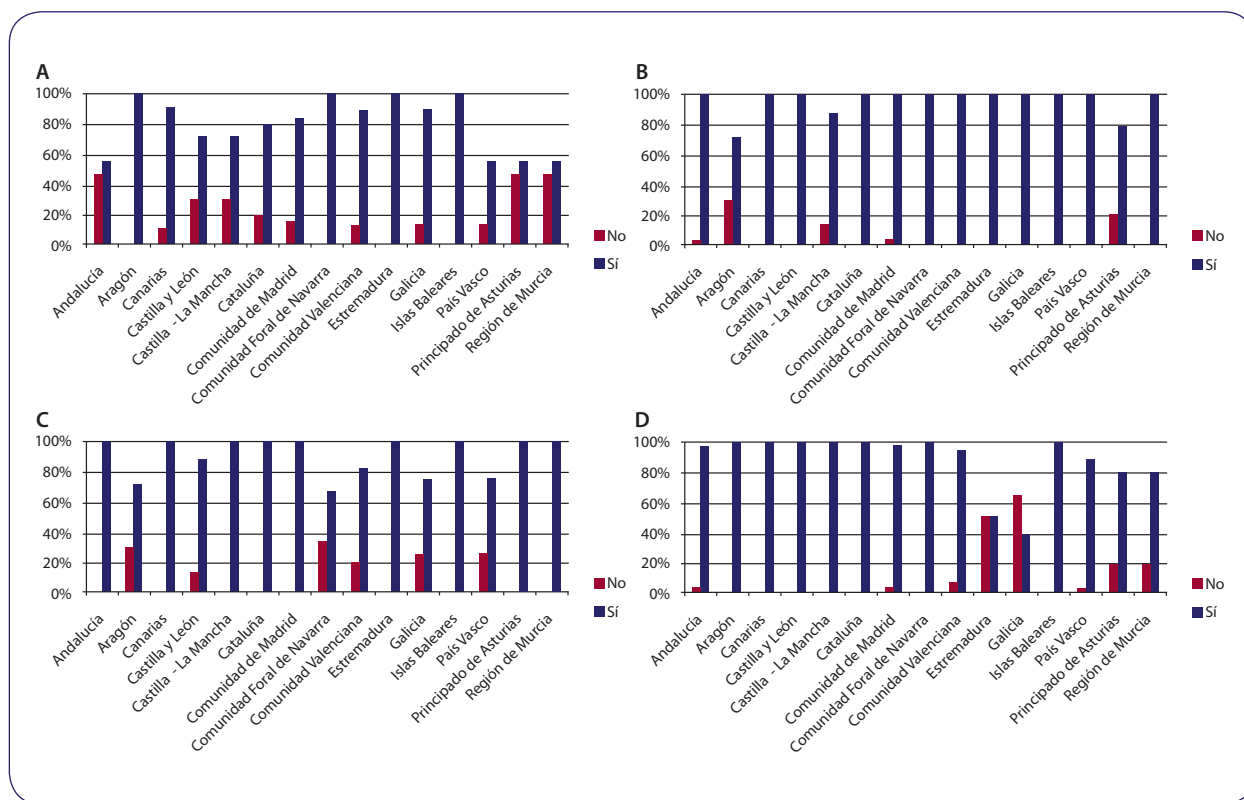 A
100%
80%
60%
40%
20%
0%
Andalucía
Aragón
Canarias
Castilla y León
Castilla - La Mancha
Cataluña
Comunidad de Madrid
Comunidad Foral de Navarra
Comunidad Valenciana
Estremadura
Galicia
Islas Baleares
País Vasco
Principado de Asturias
Región de Murcia
No
Sí
B
100%
80%
60%
40%
20%
0%
Andalucía
Aragón
Canarias
Castilla y León
Castilla - La Mancha
Cataluña
Comunidad de Madrid
Comunidad Foral de Navarra
Comunidad Valenciana
Estremadura
Galicia
Islas Baleares
País Vasco
Principado de Asturias
Región de Murcia
No
Sí
C
100%
80%
60%
40%
20%
0%
Andalucía
Aragón
Canarias
Castilla y León
Castilla - La Mancha
Cataluña
Comunidad de Madrid
Comunidad Foral de Navarra
Comunidad Valenciana
Estremadura
Galicia
Islas Baleares
País Vasco
Principado de Asturias
Región de Murcia
No
Sí
D
100%
80%
60%
40%
20%
0%
Andalucía
Aragón
Canarias
Castilla y León
Castilla - La Mancha
Cataluña
Comunidad de Madrid
Comunidad Foral de Navarra
Comunidad Valenciana
Estremadura
Galicia
Islas Baleares
País Vasco
Principado de Asturias
Región de Murcia
No
Sí